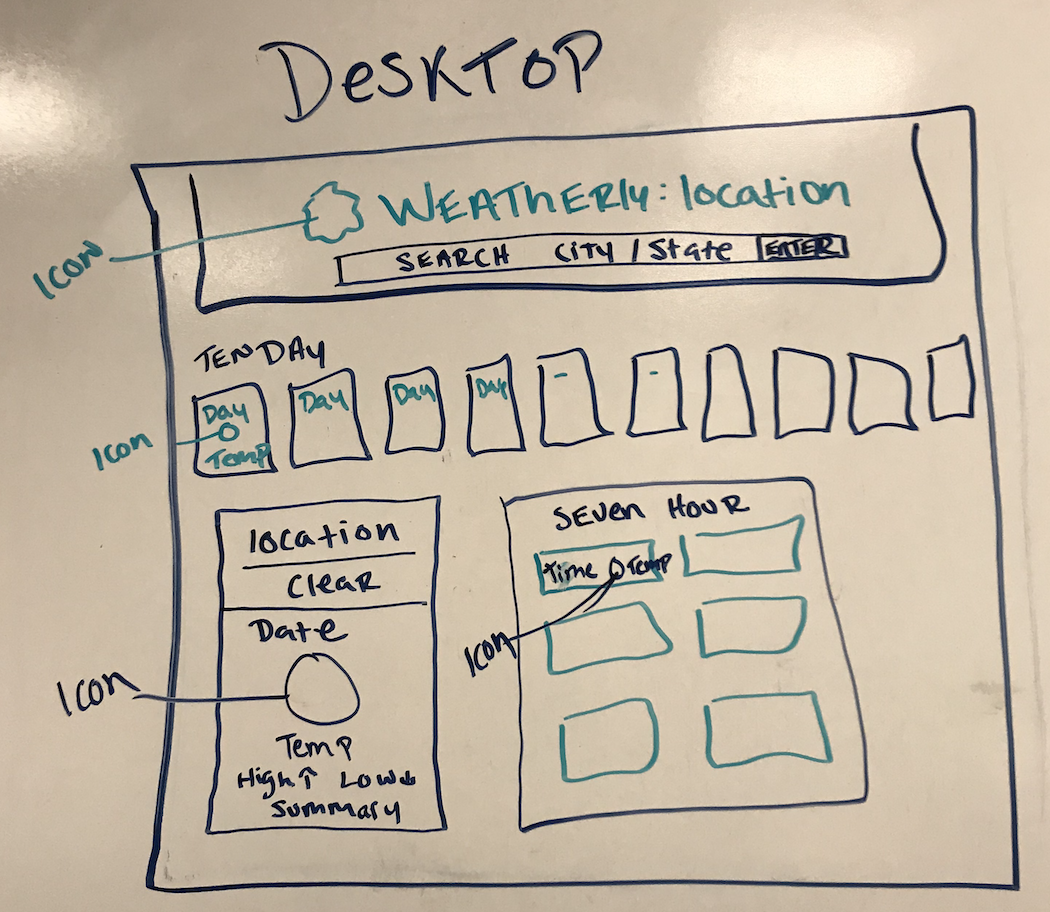 DESKTOP
WEATHERly: location
ICON
SEARCH CITY / State ENTER
TEN DAY
Day Day Day Day - -
Icon
Temp
location
Clear
Date
Icon
Temp
High↑ Low↓
Summary
SEVEN HOUR
Time Temp
Icon